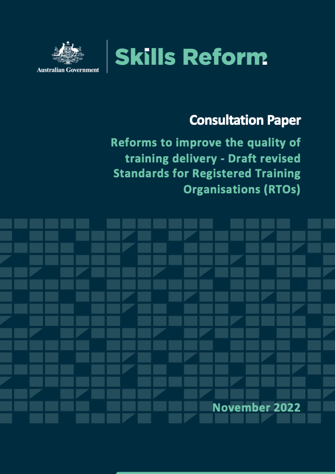 Australian Government
Skills Reform
Consultation Paper
Reforms to improve the quality of
training delivery - Draft revised
Standards for Registered Training
Organisations (RTOs)
November 2022